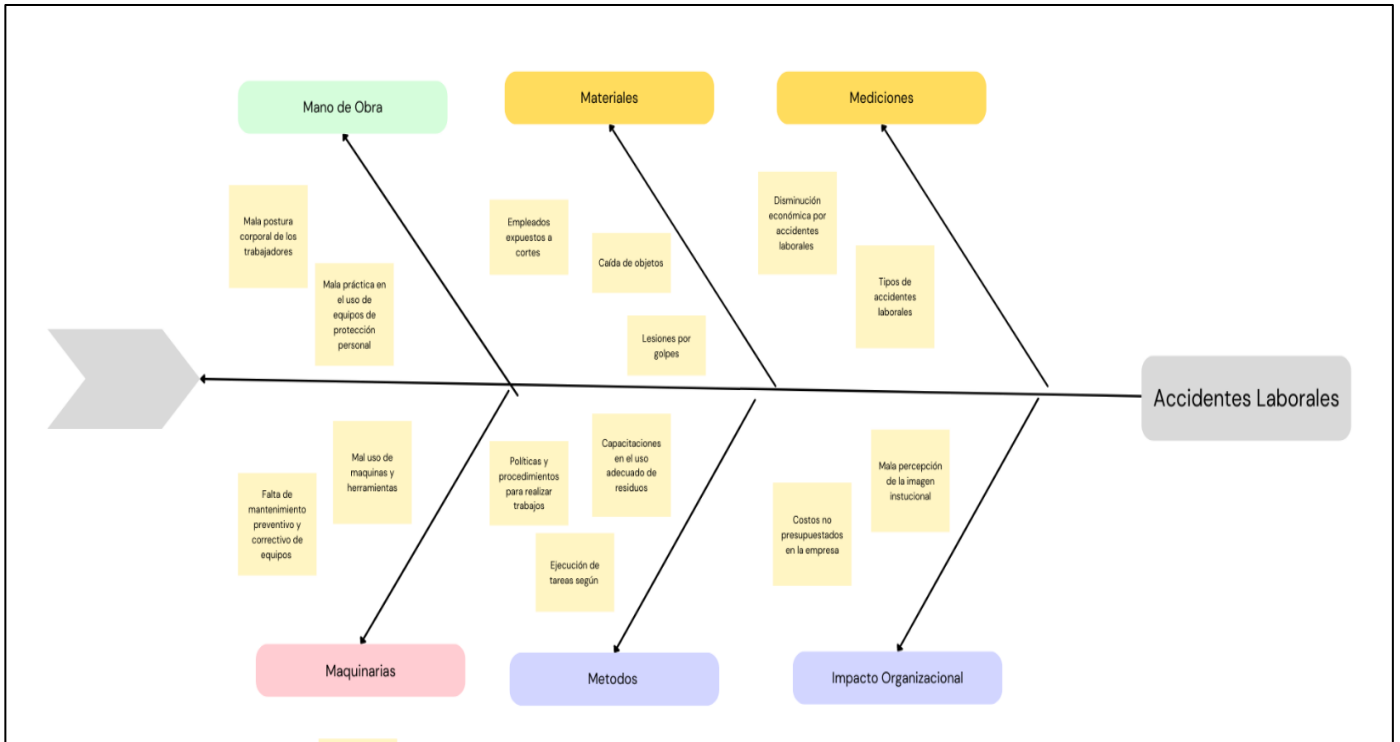 Mano de Obra
Materiales
Mediciones
Mala postura
corporal de los
trabajadores
Mala práctica en
el uso de
equipos de
protección
personal
Empleados
expuestos a
cortes
Caída de objetos
Lesiones por
golpes
Disminución
económica por
accidentes
laborales
Tipos de
accidentes
laborales
Accidentes Laborales
Falta de
mantenimiento
preventivo y
correctivo de
equipos
Mal uso de
maquinas y
herramientas
Políticas y
procedimientos
para realizar
trabajos
Capacitaciones
en el uso
adecuado de
residuos
Ejecución de
tareas según
Costos no
presupuestados
en la empresa
Mala percepción
de la imagen
instucional
Maquinarias
Metodos
Impacto Organizacional